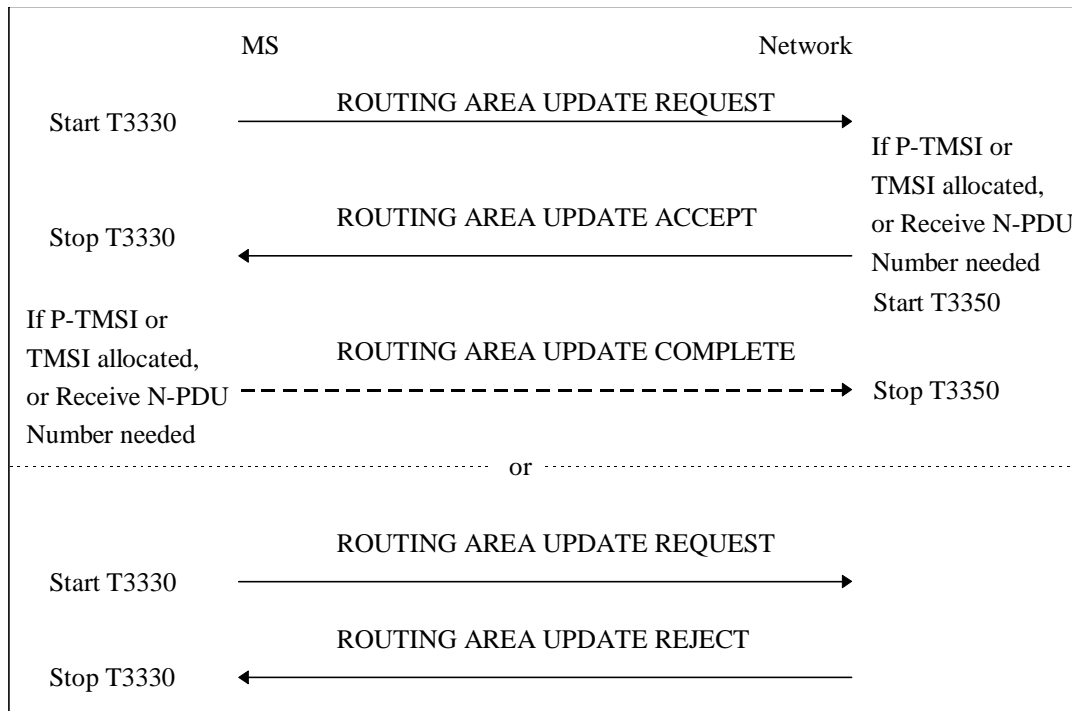 MS
Network
ROUTING AREA UPDATE REQUEST
Start T3330
If P-TMSI or
TMSI allocated,
or Receive N-PDU
Number needed
Start T3350
ROUTING AREA UPDATE ACCEPT
Stop T3330
If P-TMSI or
TMSI allocated,
or Receive N-PDU
Number needed
ROUTING AREA UPDATE COMPLETE
Stop T3350
or
ROUTING AREA UPDATE REQUEST
Start T3330
ROUTING AREA UPDATE REJECT
Stop T3330